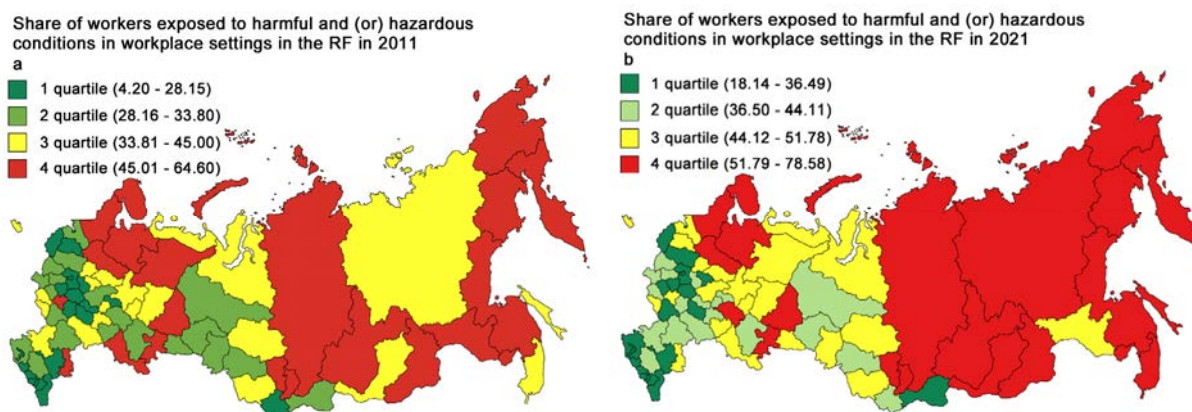 Share of workers exposed to harmful and (or) hazardous
conditions in workplace settings in the RF in 2011
a
1 quartile (4.20 - 28.15)
2 quartile (28.16 - 33.80)
3 quartile (33.81 - 45.00)
4 quartile (45.01 - 64.60)
Share of workers exposed to harmful and (or) hazardous
conditions in workplace settings in the RF in 2021
b
1 quartile (18.14 - 36.49)
2 quartile (36.50 - 44.11)
3 quartile (44.12 - 51.78)
4 quartile (51.79 - 78.58)